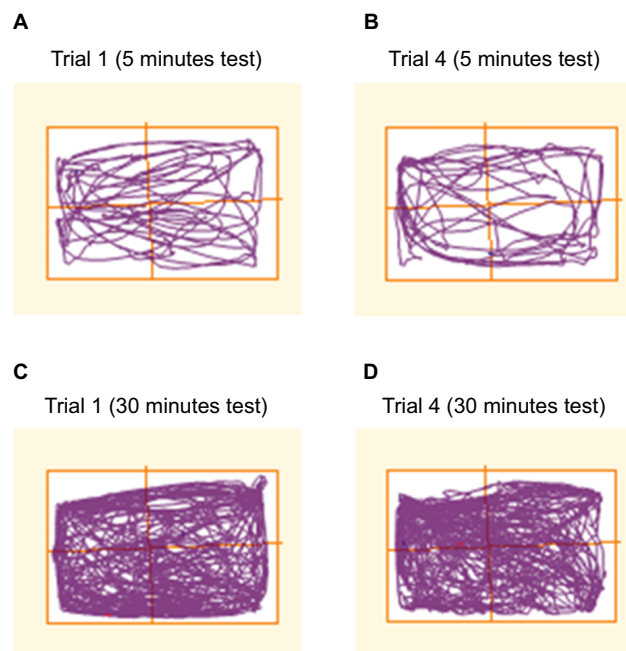 A
B
Trial 1 (5 minutes test)
Trial 4 (5 minutes test)
C
D
Trial 1 (30 minutes test)
Trial 4 (30 minutes test)